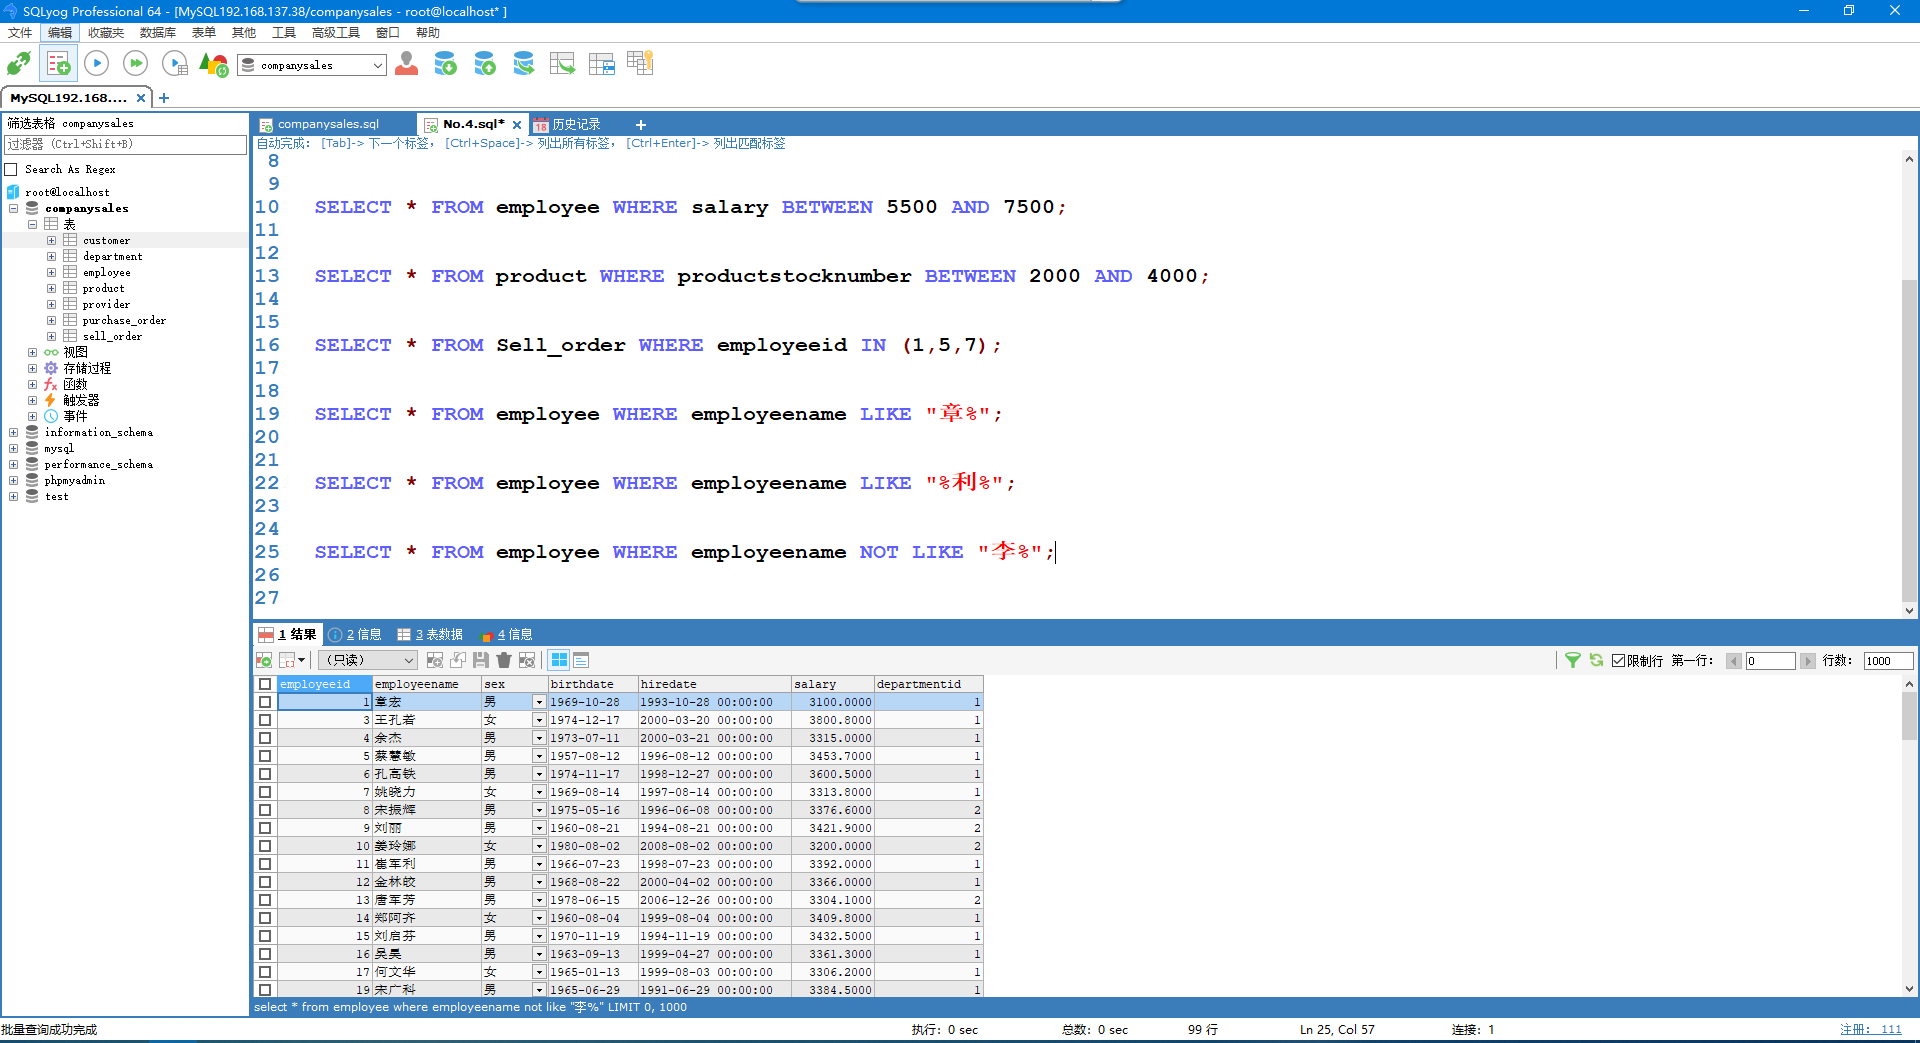 SQLyog Professional 64 - [MySQL192.168.137.38/companysales - root@localhost* ]
文件 编辑 收藏夹 数据库 表单 其他 工具 高级工具 窗口 帮助
companysales
MySQL192.168....
筛选表格 companysales
过滤器 (Ctrl+Shift+B)
Search As Regex
root@localhost
companysales
表
customer
department
employee
product
provider
purchase_order
sell_order
视图
存储过程
函数
触发器
事件
information_schema
mysql
performance_schema
phpmyadmin
test
companysales.sql No.4.sql* 18 历史记录
自动完成: [Tab]-> 下一个标签, [Ctrl+Space]-> 列出所有标签, [Ctrl+Enter]-> 列出匹配标签
8
9
10 SELECT * FROM employee WHERE salary BETWEEN 5500 AND 7500;
11
12
13 SELECT * FROM product WHERE productstocknumber BETWEEN 2000 AND 4000;
14
15
16 SELECT * FROM Sell_order WHERE employeeid IN (1,5,7);
17
18
19 SELECT * FROM employee WHERE employeename LIKE "章%";
20
21
22 SELECT * FROM employee WHERE employeename LIKE "%利%";
23
24
25 SELECT * FROM employee WHERE employeename NOT LIKE "李%";
26
27
1 结果 2 信息 3 表数据 4 信息
(只读) 限制行 第一行: 0 行数: 1000
employeeid employeename sex birthdate hiredate salary departmentid
1 章宏 男 1969-10-28 1993-10-28 00:00:00 3100.0000 1
3 王孔若 女 1974-12-17 2000-03-20 00:00:00 3800.8000 1
4 余杰 男 1973-07-11 2000-03-21 00:00:00 3315.0000 1
5 蔡慧敏 男 1957-08-12 1996-08-12 00:00:00 3453.7000 1
6 孔高铁 男 1974-11-17 1998-12-27 00:00:00 3600.5000 1
7 姚晓力 女 1969-08-14 1997-08-14 00:00:00 3313.8000 1
8 宋振辉 男 1975-05-16 1996-06-08 00:00:00 3376.6000 2
9 刘丽 男 1960-08-21 1994-08-21 00:00:00 3421.9000 2
10 姜玲娜 女 1980-08-02 2008-08-02 00:00:00 3200.0000 2
11 崔军利 男 1966-07-23 1998-07-23 00:00:00 3392.0000 1
12 金林皎 男 1968-08-22 2000-04-02 00:00:00 3366.0000 1
13 唐军芳 男 1978-06-15 2006-12-26 00:00:00 3304.1000 2
14 郑阿齐 女 1960-08-04 1999-08-04 00:00:00 3409.8000 1
15 刘启芬 男 1970-11-19 1994-11-19 00:00:00 3432.5000 1
16 吴昊 男 1963-09-13 1999-04-27 00:00:00 3361.3000 1
17 何文华 女 1965-01-13 1999-08-03 00:00:00 3306.2000 1
19 宋广科 男 1965-06-29 1991-06-29 00:00:00 3384.5000 1
select * from employee where employeename not like "李%" LIMIT 0, 1000
批量查询成功完成 执行: 0 sec 总数: 0 sec 99 行 Ln 25, Col 57 连接: 1 注册: 111